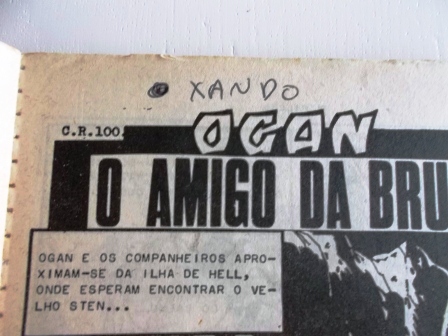 XANDO
C.R.100.
OGAN
O AMIGO DA BRU
OGAN E OS COMPANHEIROS APRO-
XIMAM-SE DA ILHA DE HELL,
ONDE ESPERAM ENCONTRAR O VE-
LHO STEN...